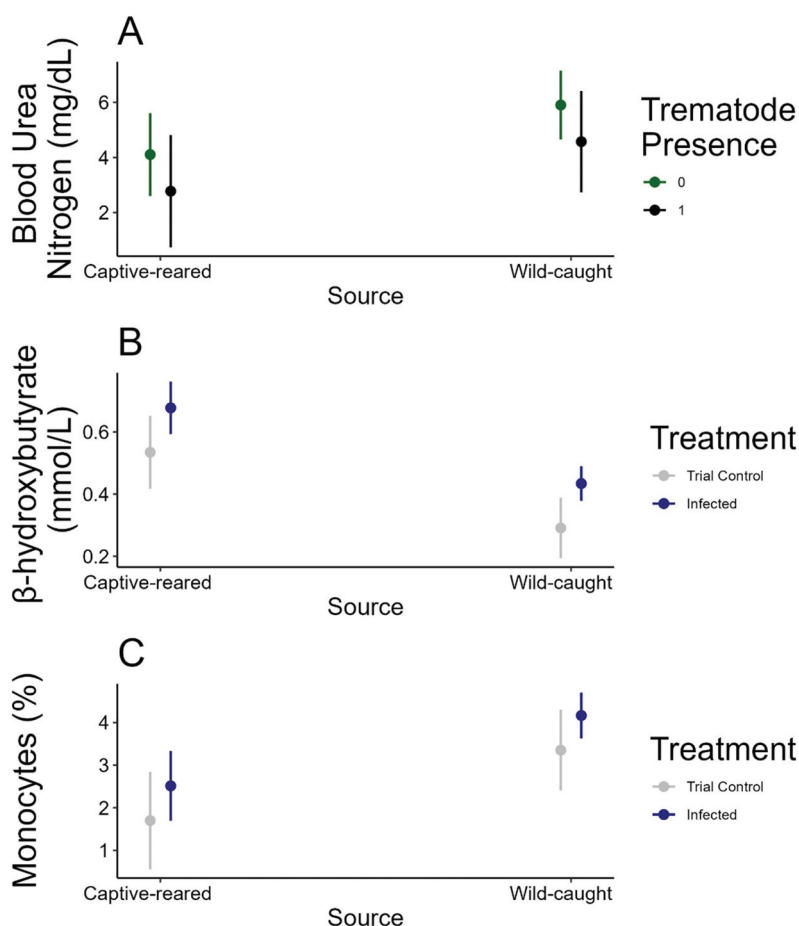 A
Blood Urea
Nitrogen (mg/dL)
6
4
2
Captive-reared
Wild-caught
Source
Trematode
Presence
0
1
B
β-hydroxybutyrate
(mmol/L)
0.6
0.4
0.2
Captive-reared
Wild-caught
Source
Treatment
Trial Control
Infected
C
Monocytes (%)
4
3
2
1
Captive-reared
Wild-caught
Source
Treatment
Trial Control
Infected